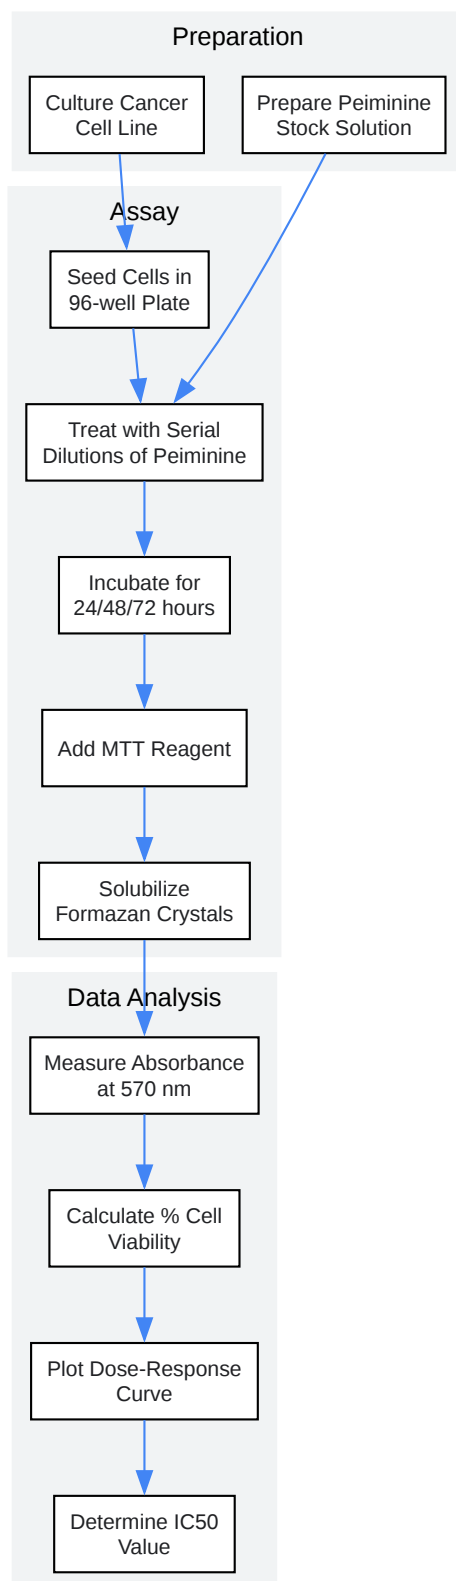 Preparation
Culture Cancer
Cell Line
Prepare Peiminine
Stock Solution
Assay
Seed Cells in
96-well Plate
Treat with Serial
Dilutions of Peiminine
Incubate for
24/48/72 hours
Add MTT Reagent
Solubilize
Formazan Crystals
Data Analysis
Measure Absorbance
at 570 nm
Calculate % Cell
Viability
Plot Dose-Response
Curve
Determine IC50
Value